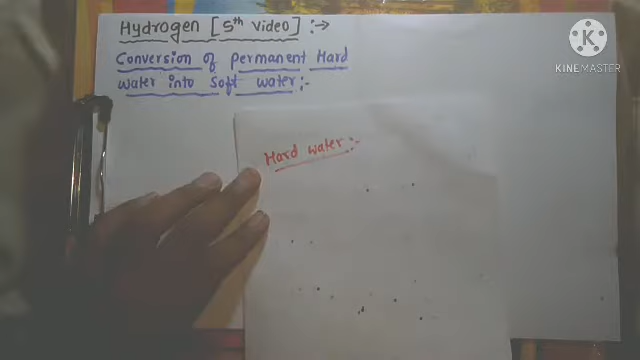 Hydrogen [5th video] :→
Conversion of permanent Hard
water into soft water :-
Hard water :-
KINEMASTER